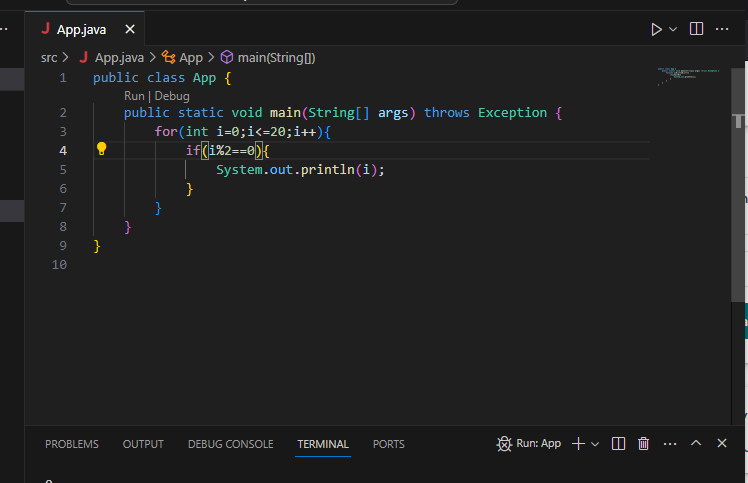 App.java
src > App.java > App > main(String[])
1 public class App {
Run | Debug
2 public static void main(String[] args) throws Exception {
3 for(int i=0;i<=20;i++){
4 if(i%2==0){
5 System.out.println(i);
6 }
7 }
8 }
9 }
10
PROBLEMS OUTPUT DEBUG CONSOLE TERMINAL PORTS Run: App